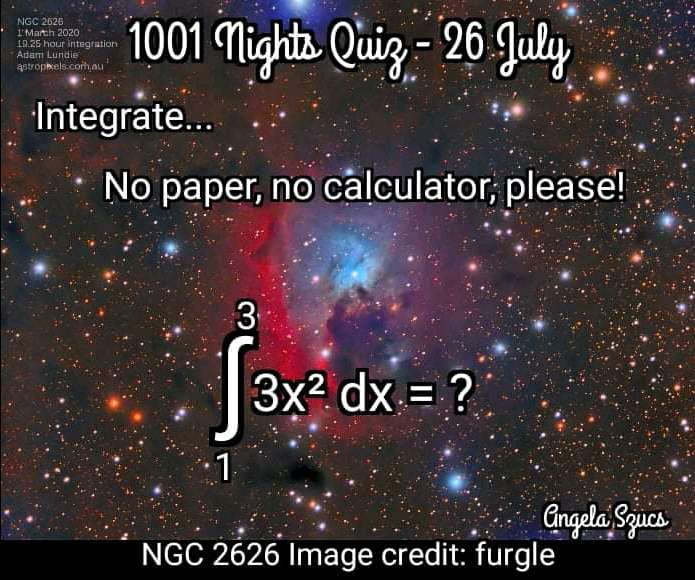 NGC 2626
1 March 2020
19.25 hour integration
Adam Lundie
astropixels.com.au
1001 Nights Quiz - 26 July
Integrate...
No paper, no calculator, please!
3
∫ 3x² dx = ?
1
Angela Szucs
NGC 2626 Image credit: furgle